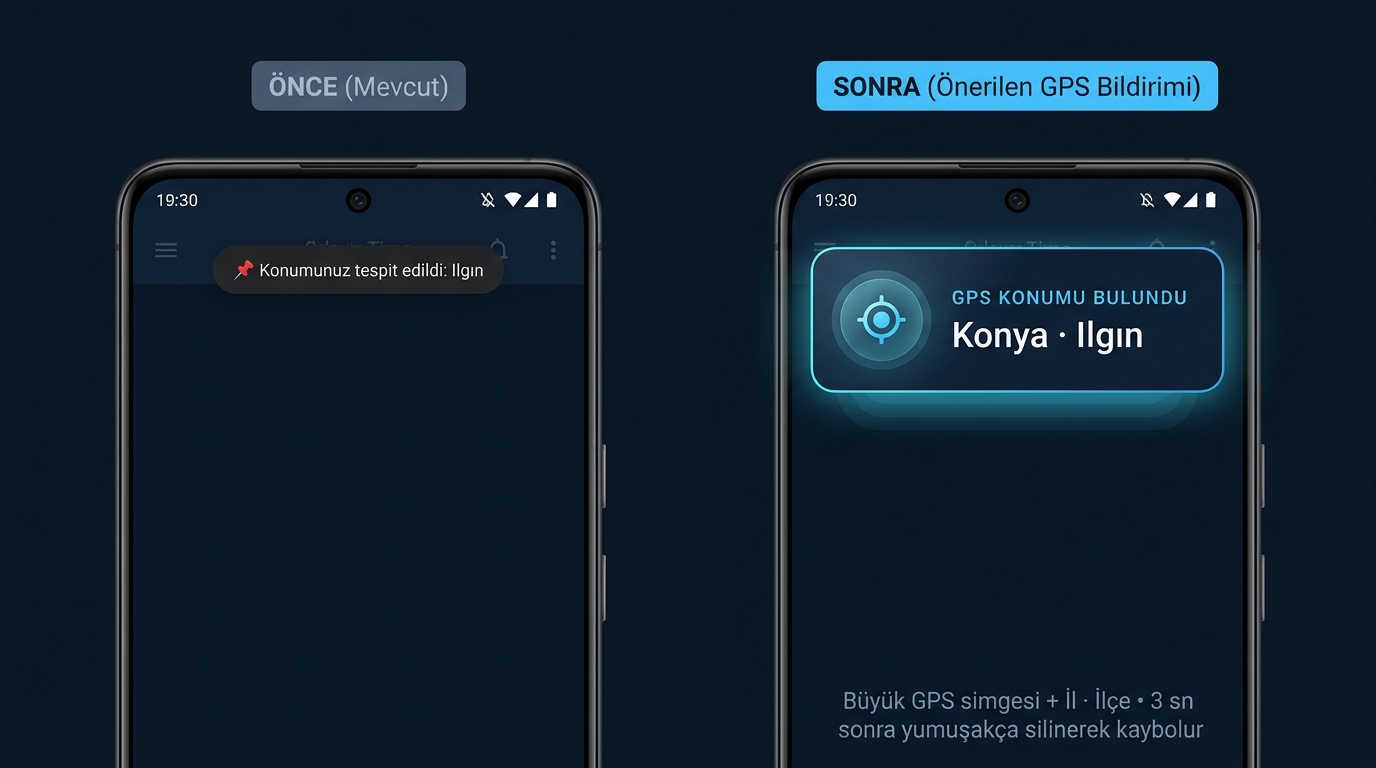 ÖNCE (Mevcut)
19:30
📌 Konumunuz tespit edildi: Ilgın
SONRA (Önerilen GPS Bildirimi)
19:30
GPS KONUMU BULUNDU
Konya · Ilgın
Büyük GPS simgesi + İl · İlçe • 3 sn
sonra yumuşakça silinerek kaybolur